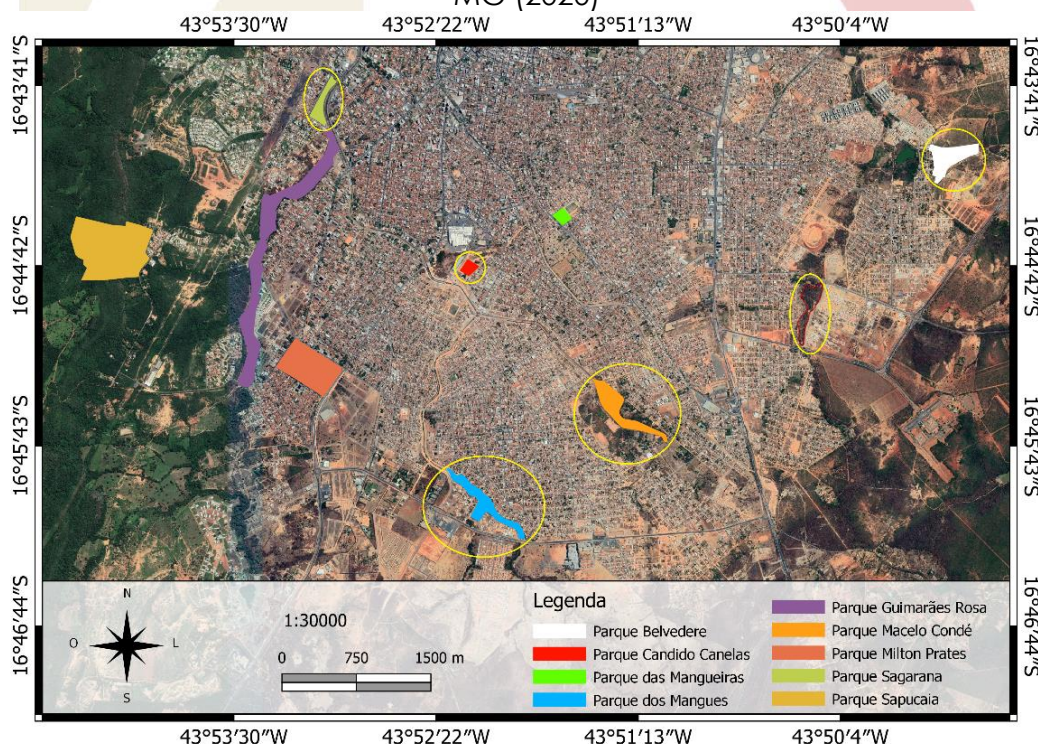 MG (2020)
43°53'30"W 43°52'22"W 43°51'13"W 43°50'4"W
16°43'41"S 16°43'41"S
16°44'42"S 16°44'42"S
16°45'43"S 16°45'43"S
16°46'44"S 16°46'44"S
N
O L
S
1:30000
0 750 1500 m
Legenda
Parque Belvedere
Parque Candido Canelas
Parque das Mangueiras
Parque dos Mangues
Parque Guimarães Rosa
Parque Macelo Condé
Parque Milton Prates
Parque Sagarana
Parque Sapucaia
43°53'30"W 43°52'22"W 43°51'13"W 43°50'4"W